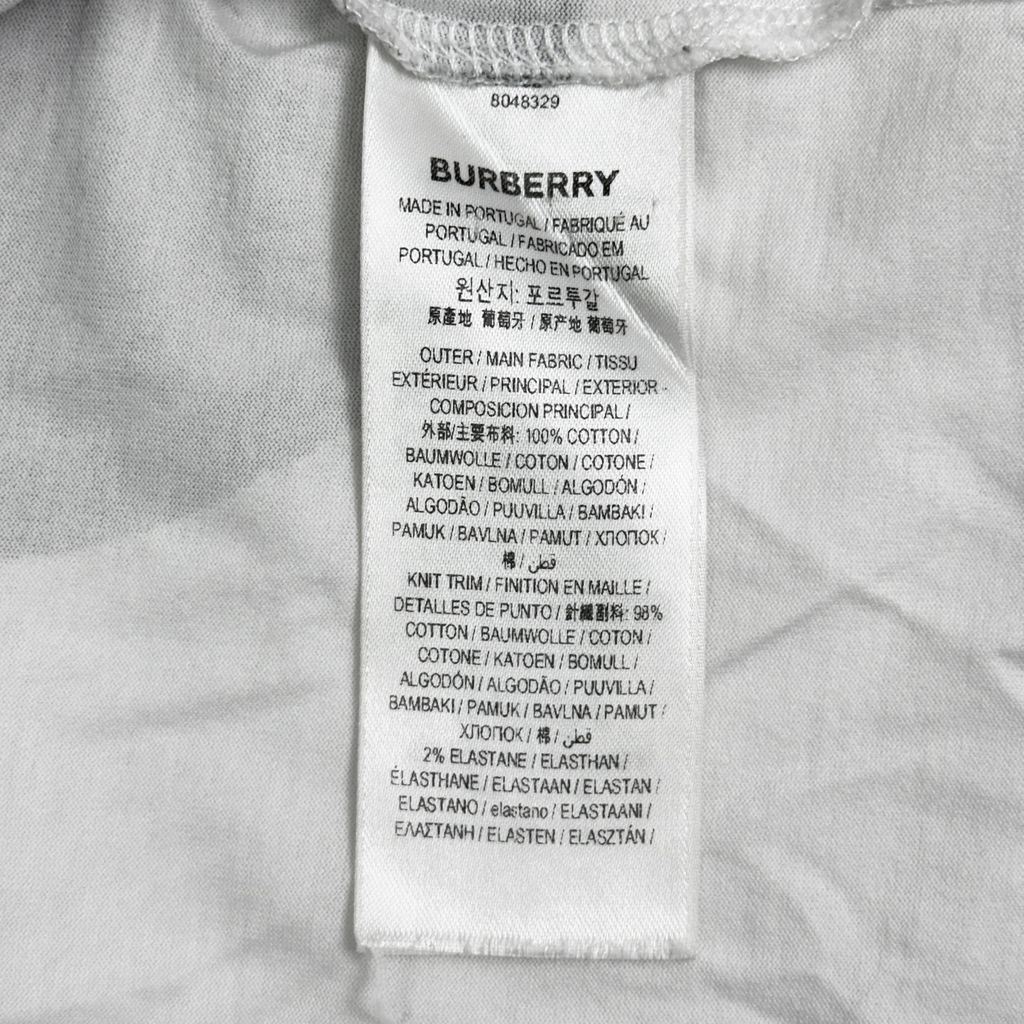 8048329
BURBERRY
MADE IN PORTUGAL / FABRIQUÉ AU
PORTUGAL / FABRICADO EM
PORTUGAL / HECHO EN PORTUGAL
원산지: 포르투갈
原產地 葡萄牙 / 原产地 葡萄牙
OUTER / MAIN FABRIC / TISSU
EXTÉRIEUR / PRINCIPAL / EXTERIOR -
COMPOSICION PRINCIPAL /
外部/主要布料: 100% COTTON /
BAUMWOLLE / COTON / COTONE /
KATOEN / BOMULL / ALGODÓN /
ALGODÃO / PUUVILLA / BAMBAKI /
PAMUK / BAVLNA / PAMUT / ХЛОПОК /
棉 / قطن
KNIT TRIM / FINITION EN MAILLE /
DETALLES DE PUNTO / 針織副料: 98%
COTTON / BAUMWOLLE / COTON /
COTONE / KATOEN / BOMULL /
ALGODÓN / ALGODÃO / PUUVILLA /
BAMBAKI / PAMUK / BAVLNA / PAMUT /
ХЛОПОК / 棉 / قطن
2% ELASTANE / ELASTHAN /
ÉLASTHANE / ELASTAAN / ELASTAN /
ELASTANO / elastano / ELASTAANI /
ΕΛΑΣΤΑΝΗ / ELASTEN / ELASZTÁN /